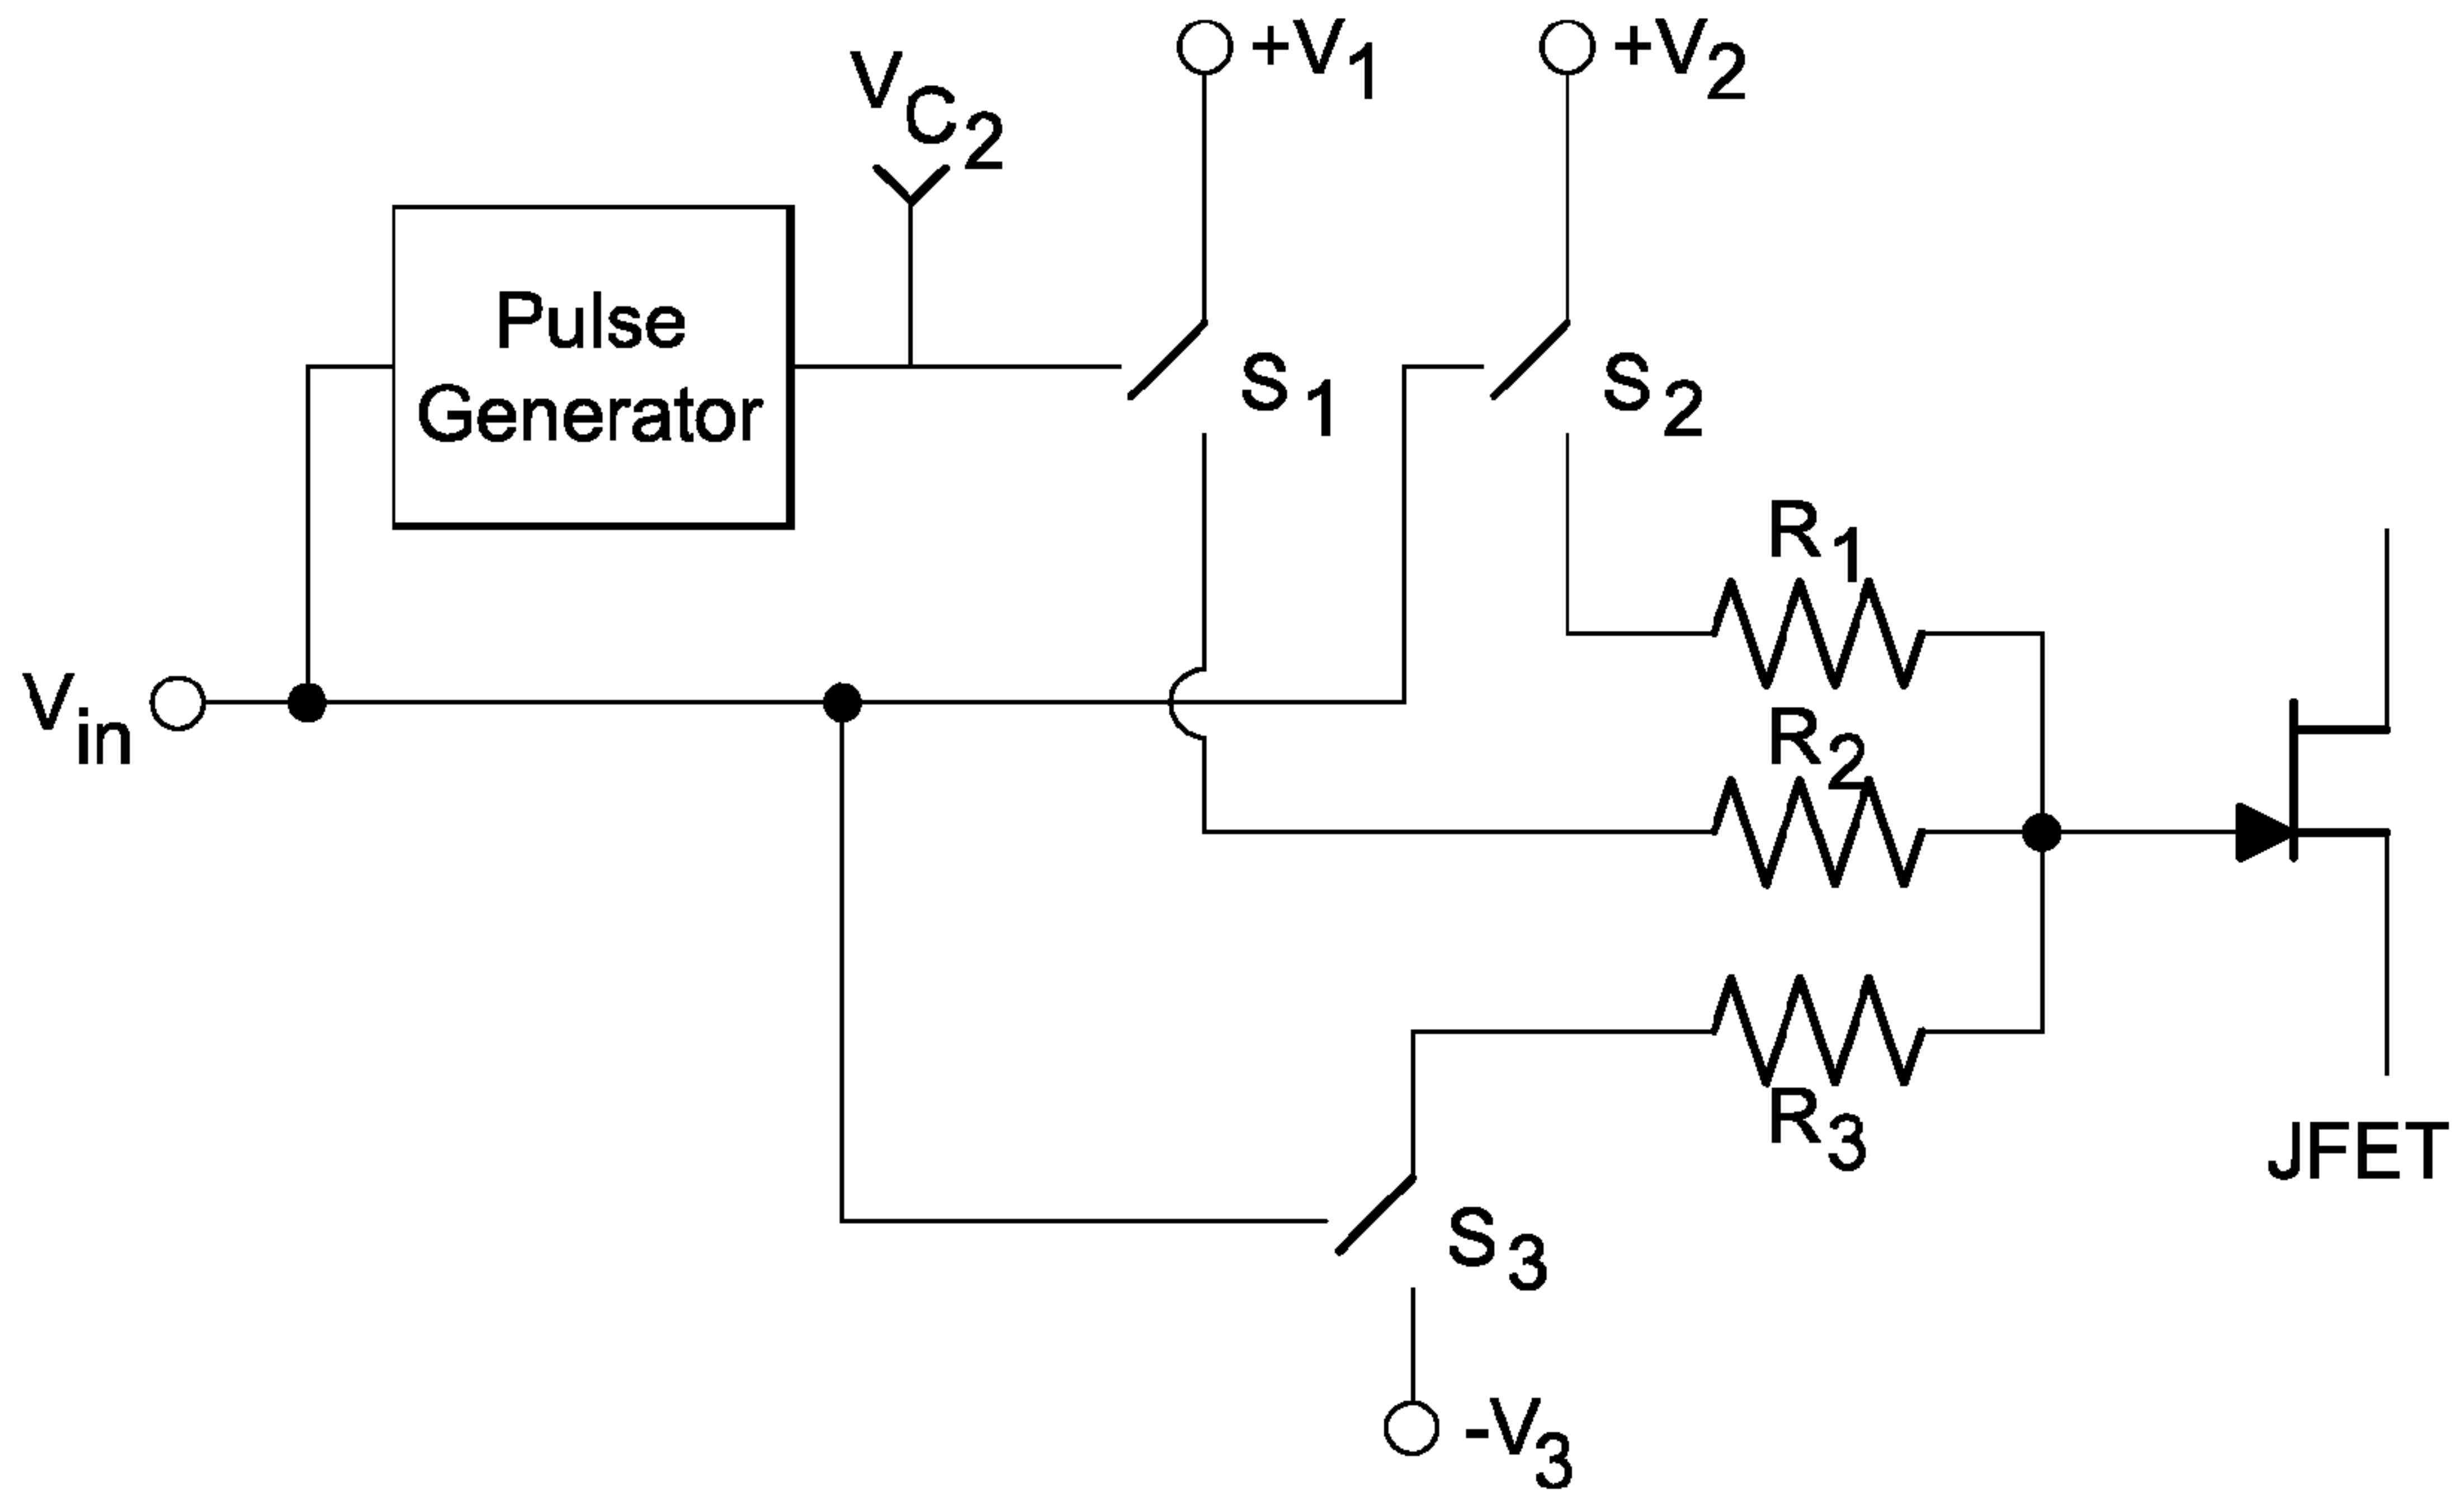 +V1
+V2
VC2
Pulse
Generator
S1
S2
R1
Vin
R2
R3
JFET
S3
-V3